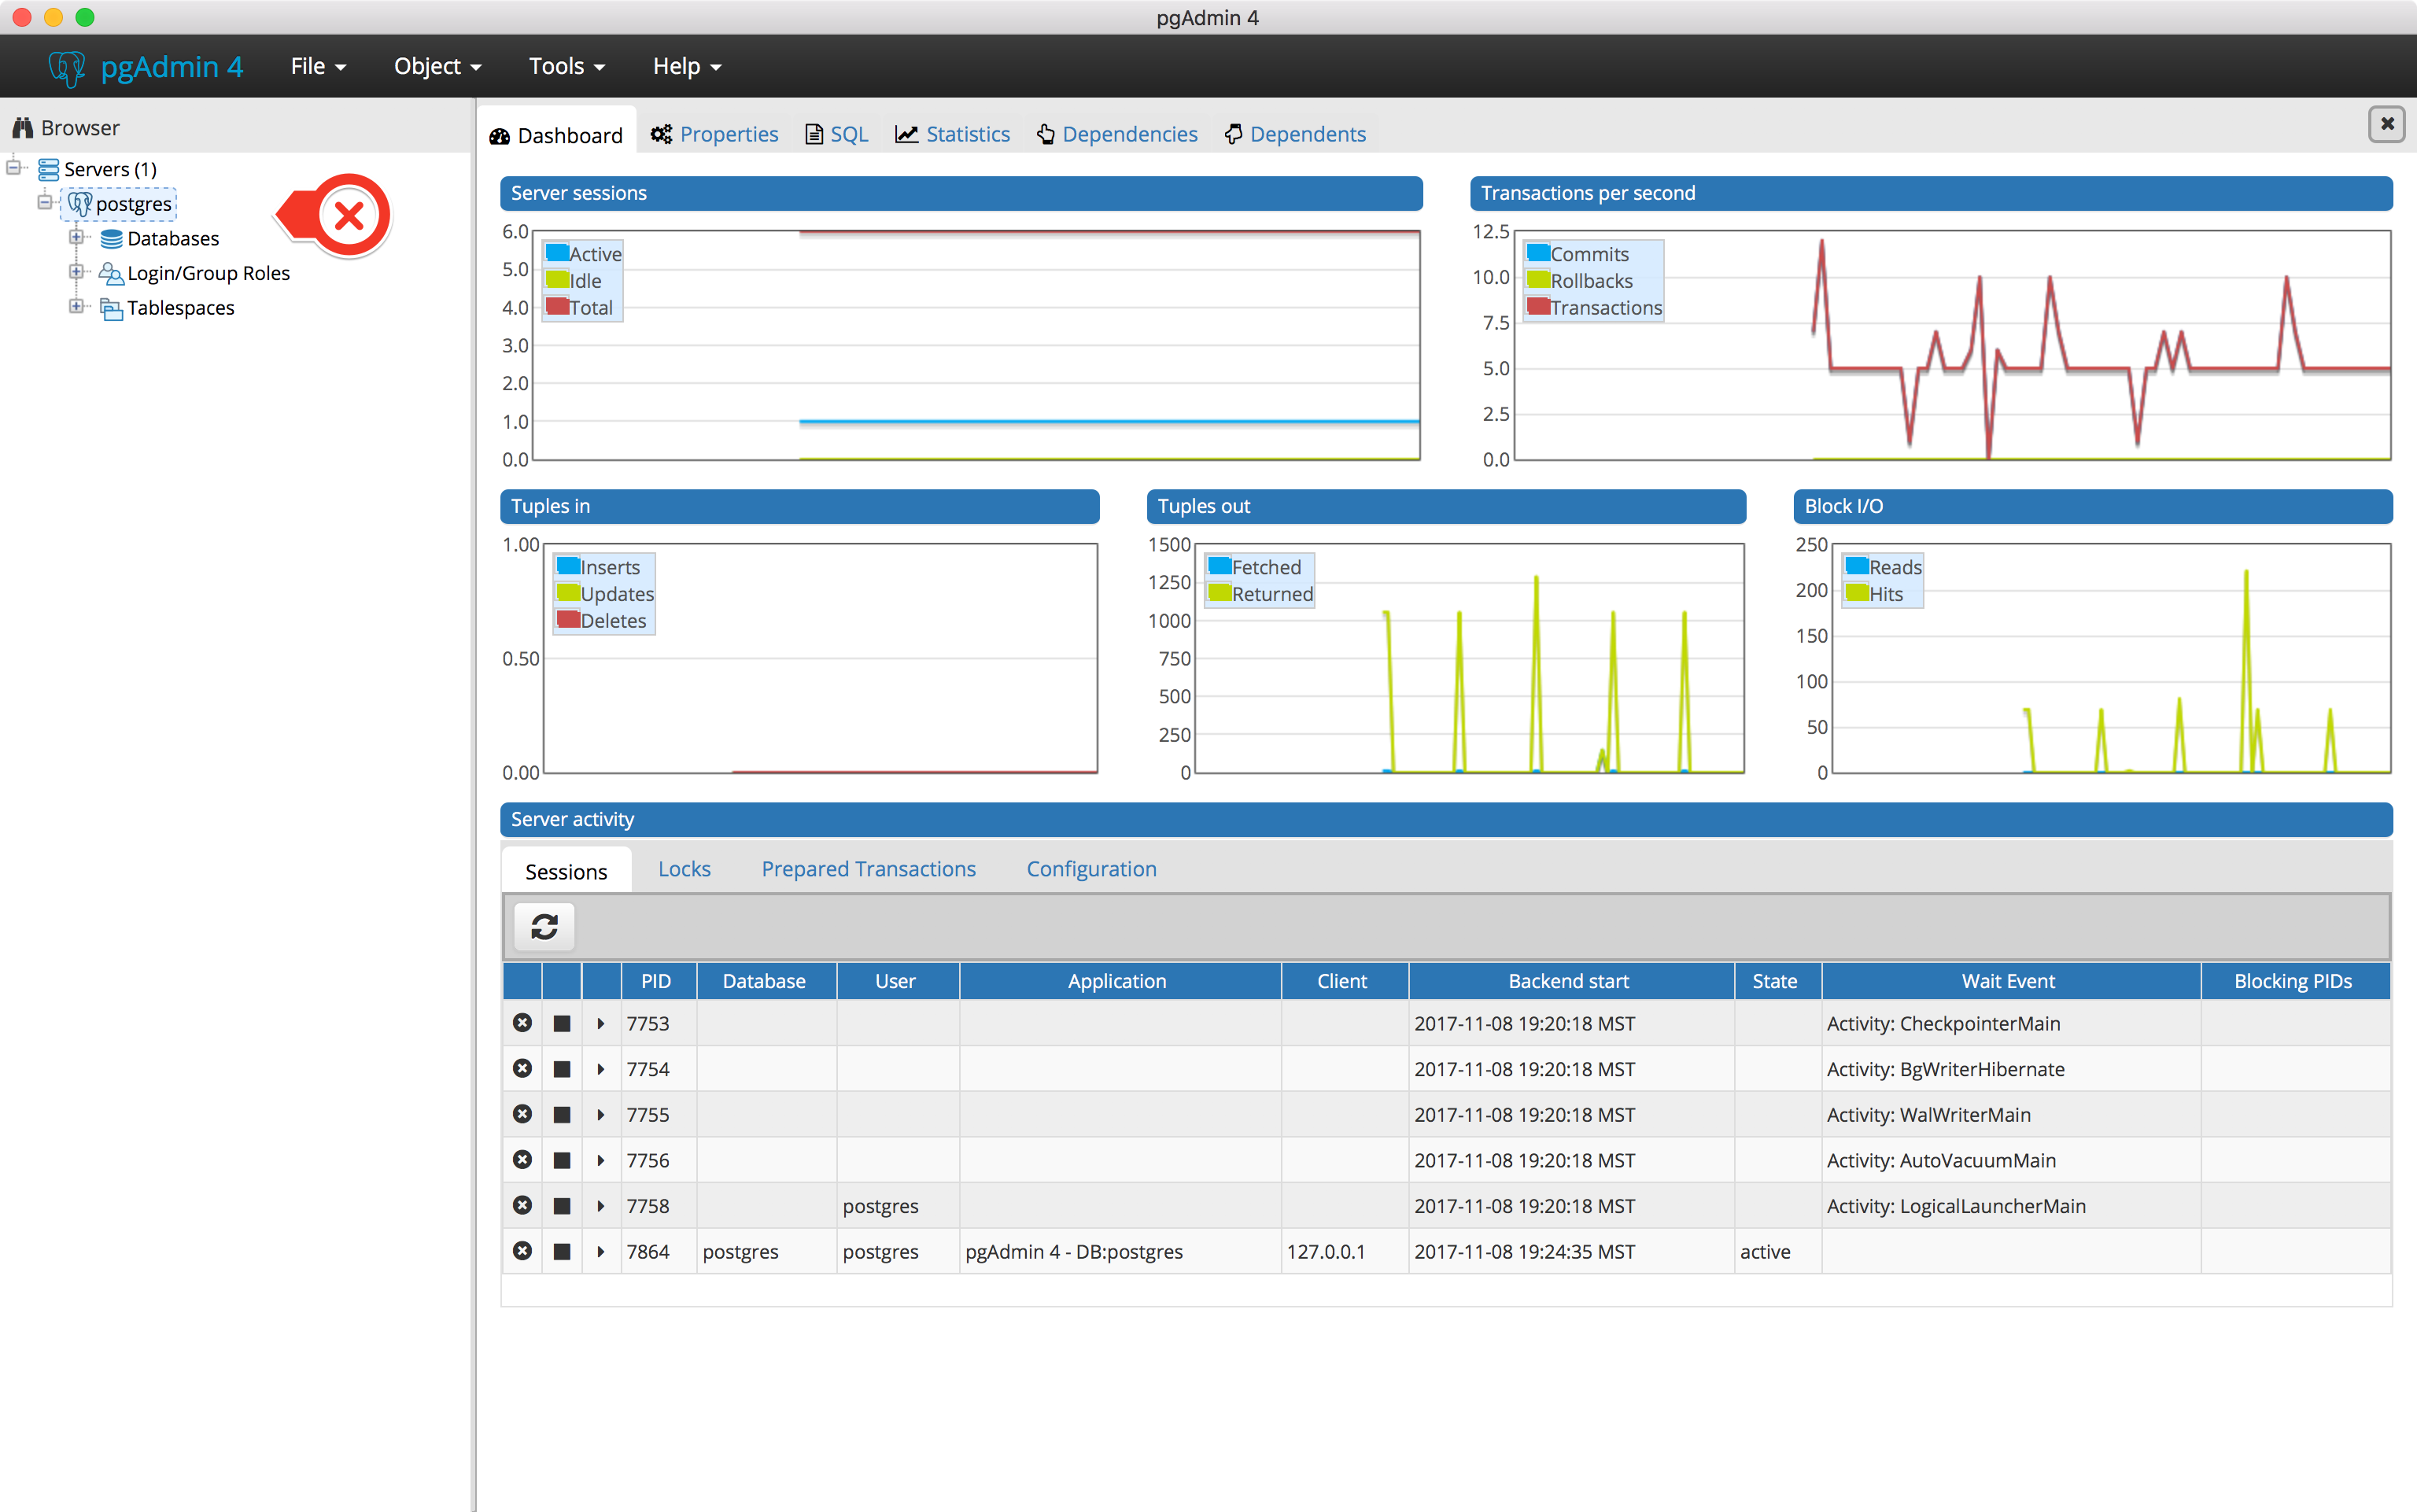 pgAdmin 4
pgAdmin 4 File Object Tools Help
Browser
Servers (1)
postgres
Databases
Login/Group Roles
Tablespaces
Dashboard Properties SQL Statistics Dependencies Dependents
Server sessions
6.0
5.0
4.0
3.0
2.0
1.0
0.0
Active
Idle
Total
Transactions per second
12.5
10.0
7.5
5.0
2.5
0.0
Commits
Rollbacks
Transactions
Tuples in
1.00
0.50
0.00
Inserts
Updates
Deletes
Tuples out
1500
1250
1000
750
500
250
0
Fetched
Returned
Block I/O
250
200
150
100
50
0
Reads
Hits
Server activity
Sessions Locks Prepared Transactions Configuration
PID Database User Application Client Backend start State Wait Event Blocking PIDs
7753 2017-11-08 19:20:18 MST Activity: CheckpointerMain
7754 2017-11-08 19:20:18 MST Activity: BgWriterHibernate
7755 2017-11-08 19:20:18 MST Activity: WalWriterMain
7756 2017-11-08 19:20:18 MST Activity: AutoVacuumMain
7758 postgres 2017-11-08 19:20:18 MST Activity: LogicalLauncherMain
7864 postgres postgres pgAdmin 4 - DB:postgres 127.0.0.1 2017-11-08 19:24:35 MST active